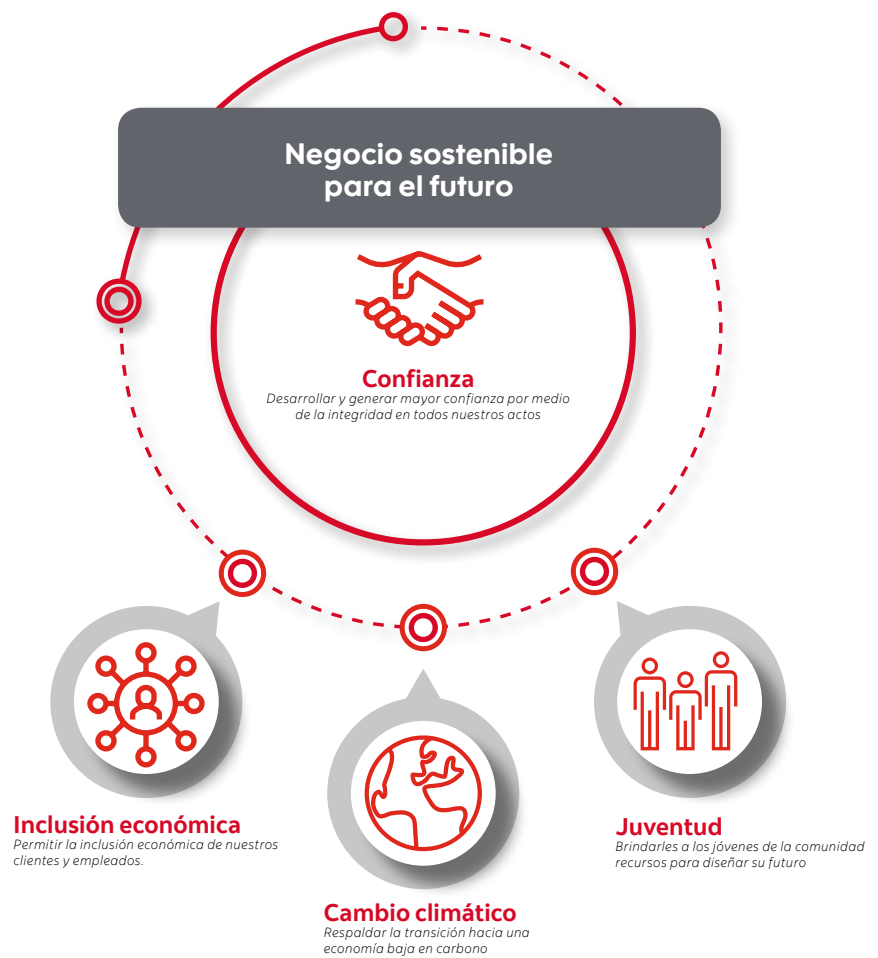 Negocio sostenible
para el futuro
Confianza
Desarrollar y generar mayor confianza por medio
de la integridad en todos nuestros actos
Inclusión económica
Permitir la inclusión económica de nuestros
clientes y empleados.
Cambio climático
Respaldar la transición hacia una
economía baja en carbono
Juventud
Brindarles a los jóvenes de la comunidad
recursos para diseñar su futuro